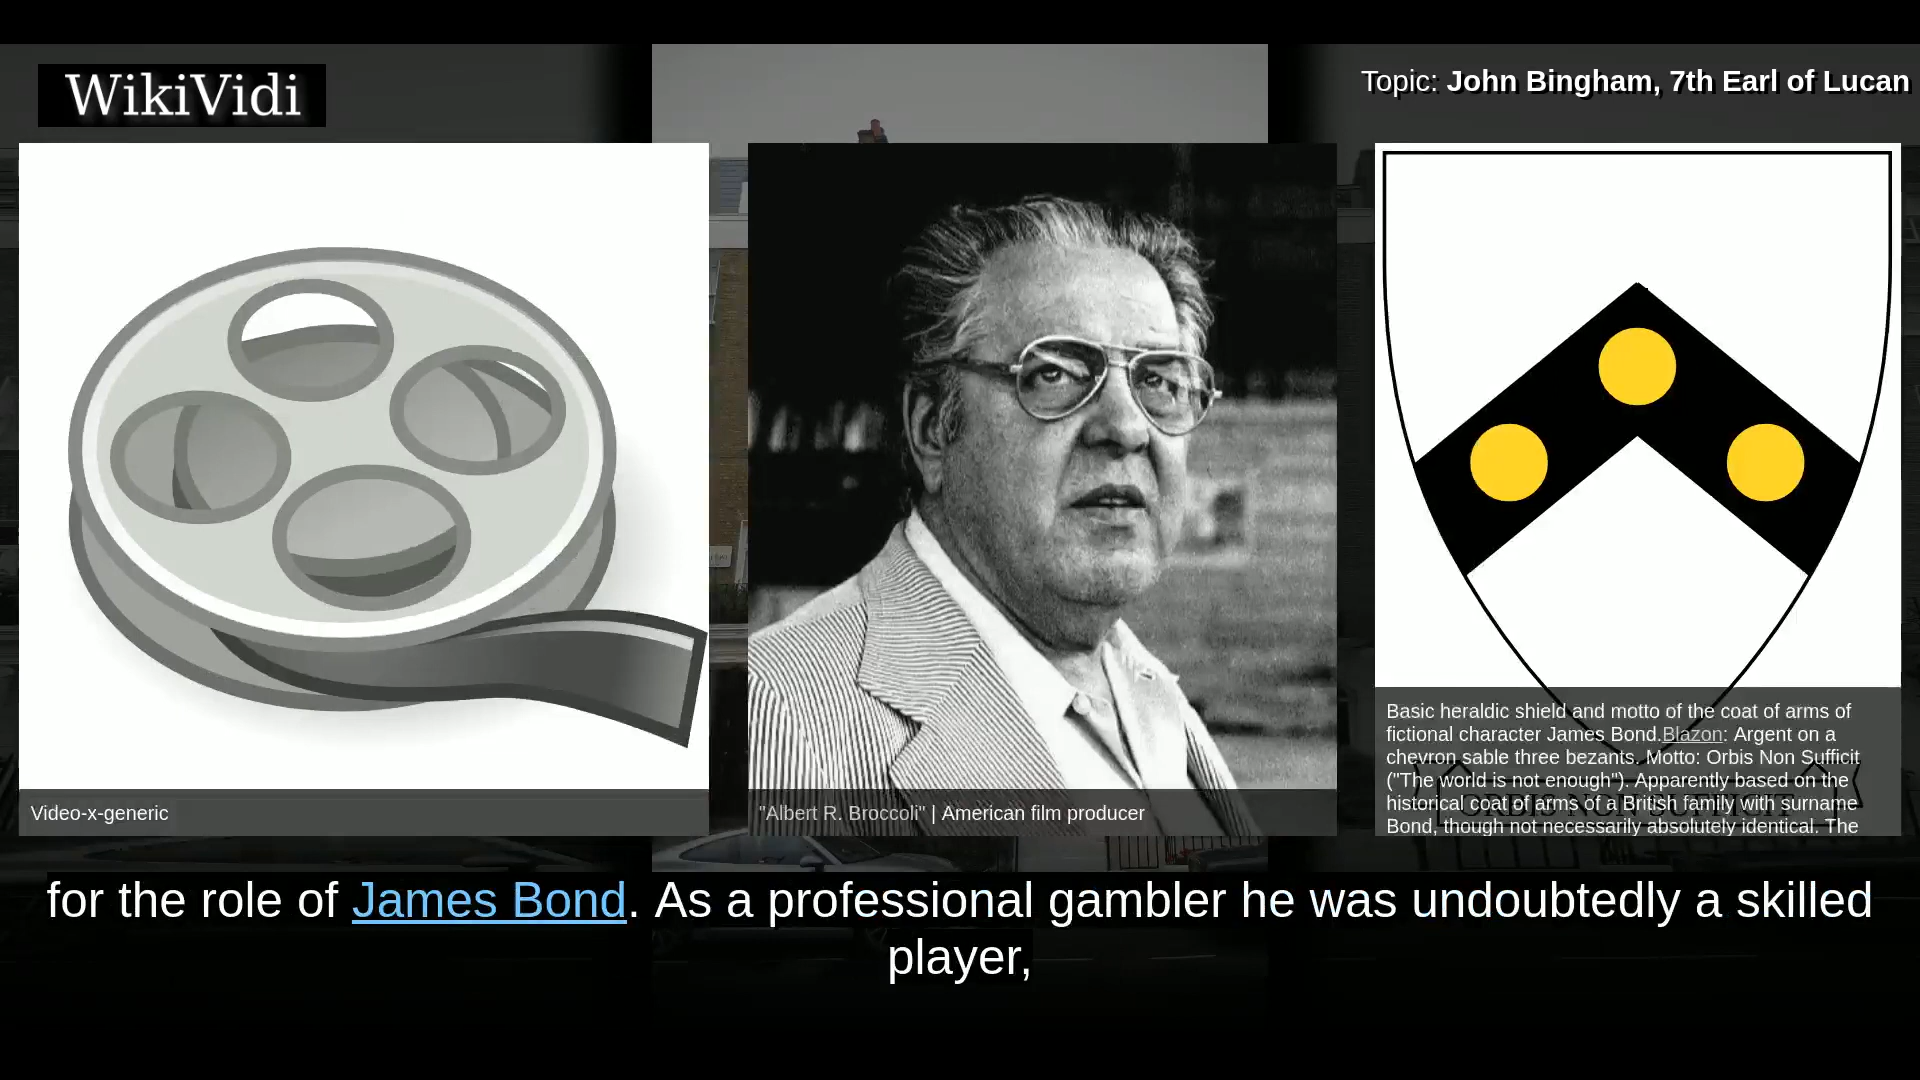 WikiVidi
Topic: John Bingham, 7th Earl of Lucan
Video-x-generic
"Albert R. Broccoli" | American film producer
Basic heraldic shield and motto of the coat of arms of
fictional character James Bond.Blazon: Argent on a
chevron sable three bezants. Motto: Orbis Non Sufficit
("The world is not enough"). Apparently based on the
historical coat of arms of a British family with surname
Bond, though not necessarily absolutely identical. The
ORBIS NON SUFFICIT
for the role of James Bond. As a professional gambler he was undoubtedly a skilled
player,